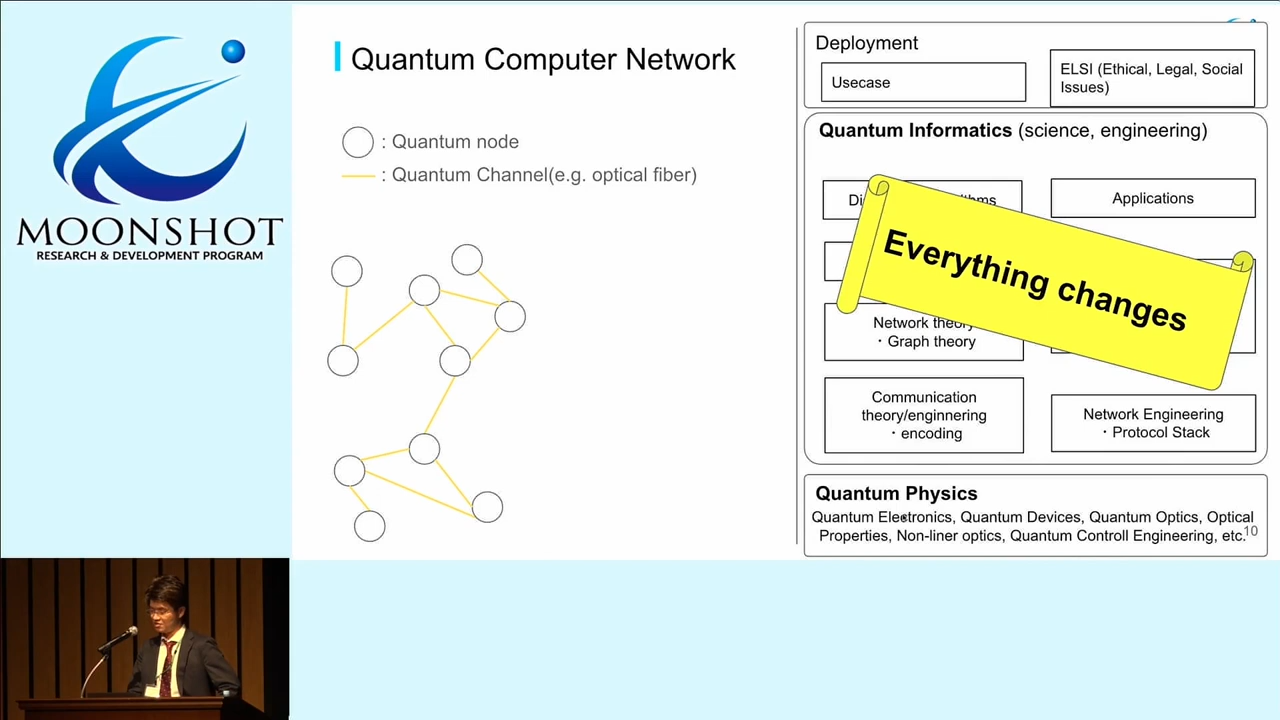 MOONSHOT
RESEARCH & DEVELOPMENT PROGRAM
Quantum Computer Network
: Quantum node
: Quantum Channel(e.g. optical fiber)
Deployment
Usecase
ELSI (Ethical, Legal, Social
Issues)
Quantum Informatics (science, engineering)
Applications
Everything changes
Network theory
・Graph theory
Communication
theory/enginnering
・encoding
Network Engineering
・Protocol Stack
Quantum Physics
Quantum Electronics, Quantum Devices, Quantum Optics, Optical
Properties, Non-liner optics, Quantum Controll Engineering, etc.
10